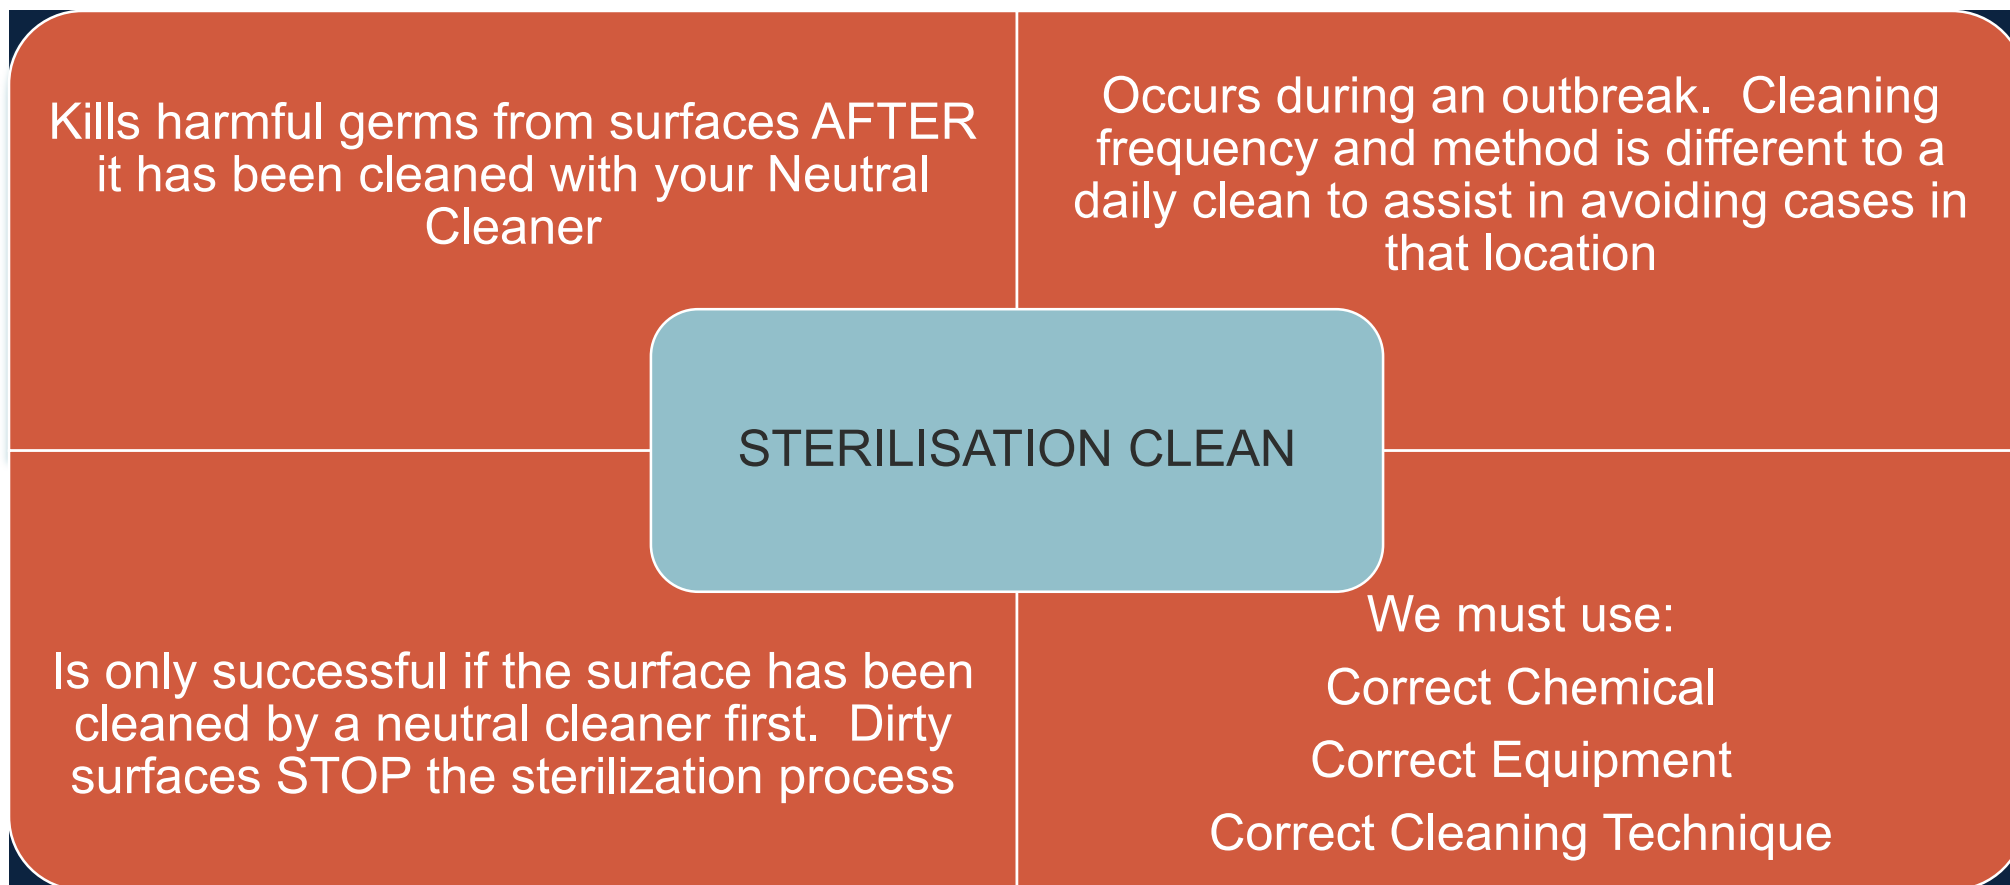 Kills harmful germs from surfaces AFTER
it has been cleaned with your Neutral
Cleaner
Occurs during an outbreak.  Cleaning
frequency and method is different to a
daily clean to assist in avoiding cases in
that location
STERILISATION CLEAN
Is only successful if the surface has been
cleaned by a neutral cleaner first.  Dirty
surfaces STOP the sterilization process
We must use:
Correct Chemical
Correct Equipment
Correct Cleaning Technique